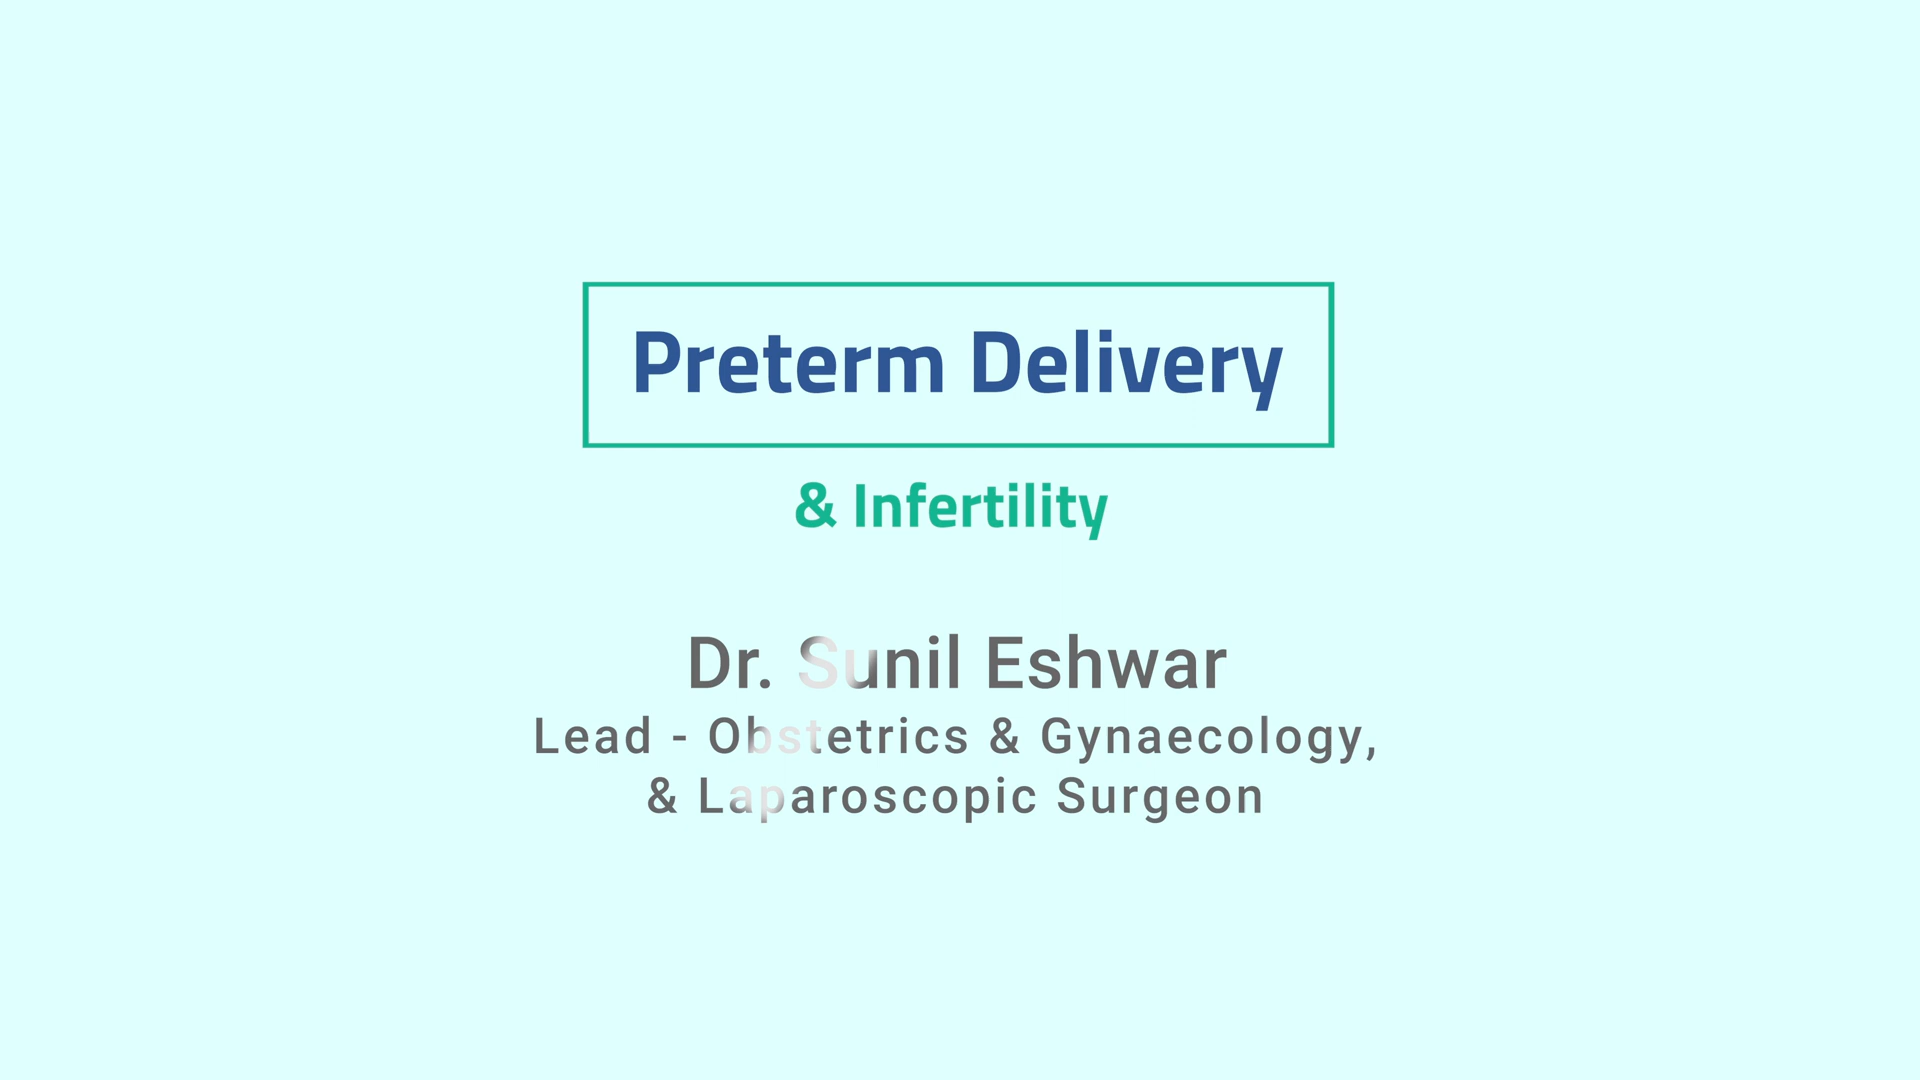 Preterm Delivery
& Infertility
Dr. Sunil Eshwar
Lead - Obstetrics & Gynaecology,
& Laparoscopic Surgeon